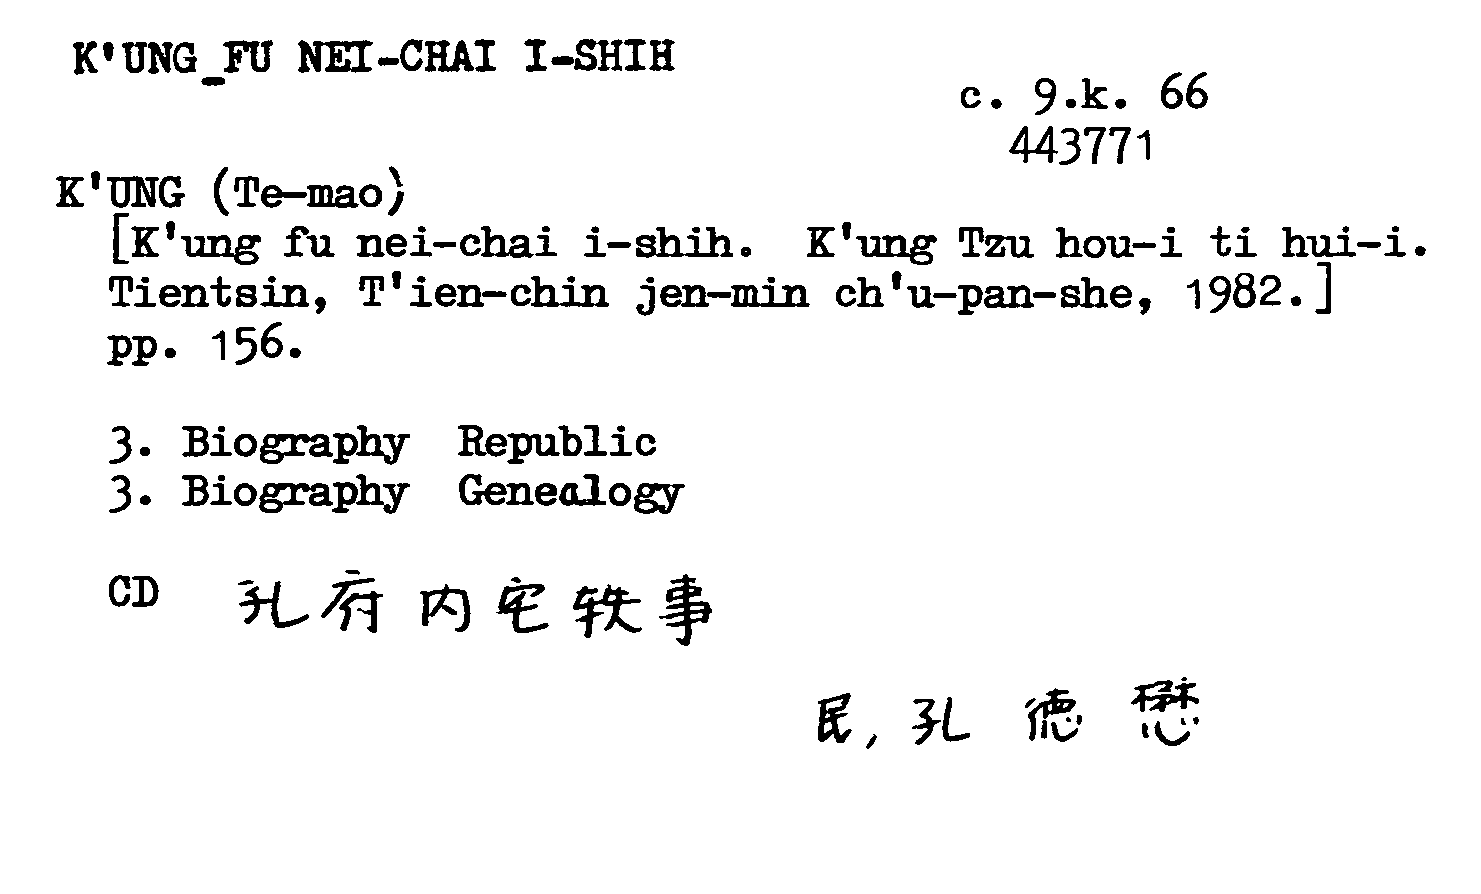 K'UNG_FU NEI-CHAI I-SHIH
c. 9.k. 66
443771
K'UNG (Te-mao)
[K'ung fu nei-chai i-shih. K'ung Tzu hou-i ti hui-i.
Tientsin, T'ien-chin jen-min ch'u-pan-she, 1982.]
pp. 156.
3. Biography Republic
3. Biography Genealogy
CD 孔府内宅轶事
民, 孔德懋